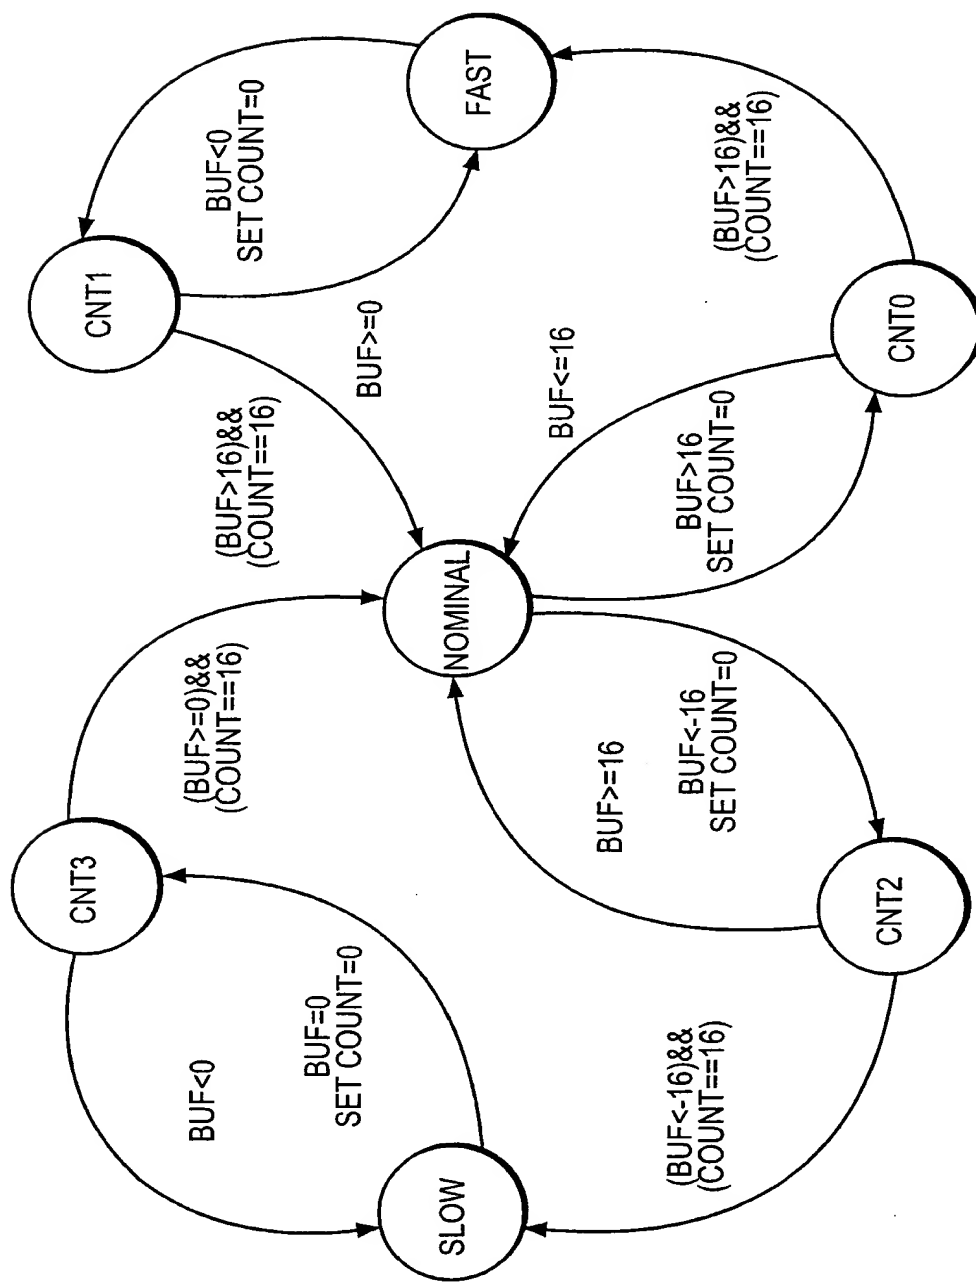 CNT3
CNT1
BUF<0
BUF=0
SET COUNT=0
(BUF>=0)&&
(COUNT==16)
(BUF>16)&&
(COUNT==16)
BUF>=0
BUF<0
SET COUNT=0
SLOW
NOMINAL
FAST
(BUF<-16)&&
(COUNT==16)
BUF>=16
BUF<-16
SET COUNT=0
BUF<=16
BUF>16
SET COUNT=0
(BUF>16)&&
(COUNT==16)
CNT2
CNT0